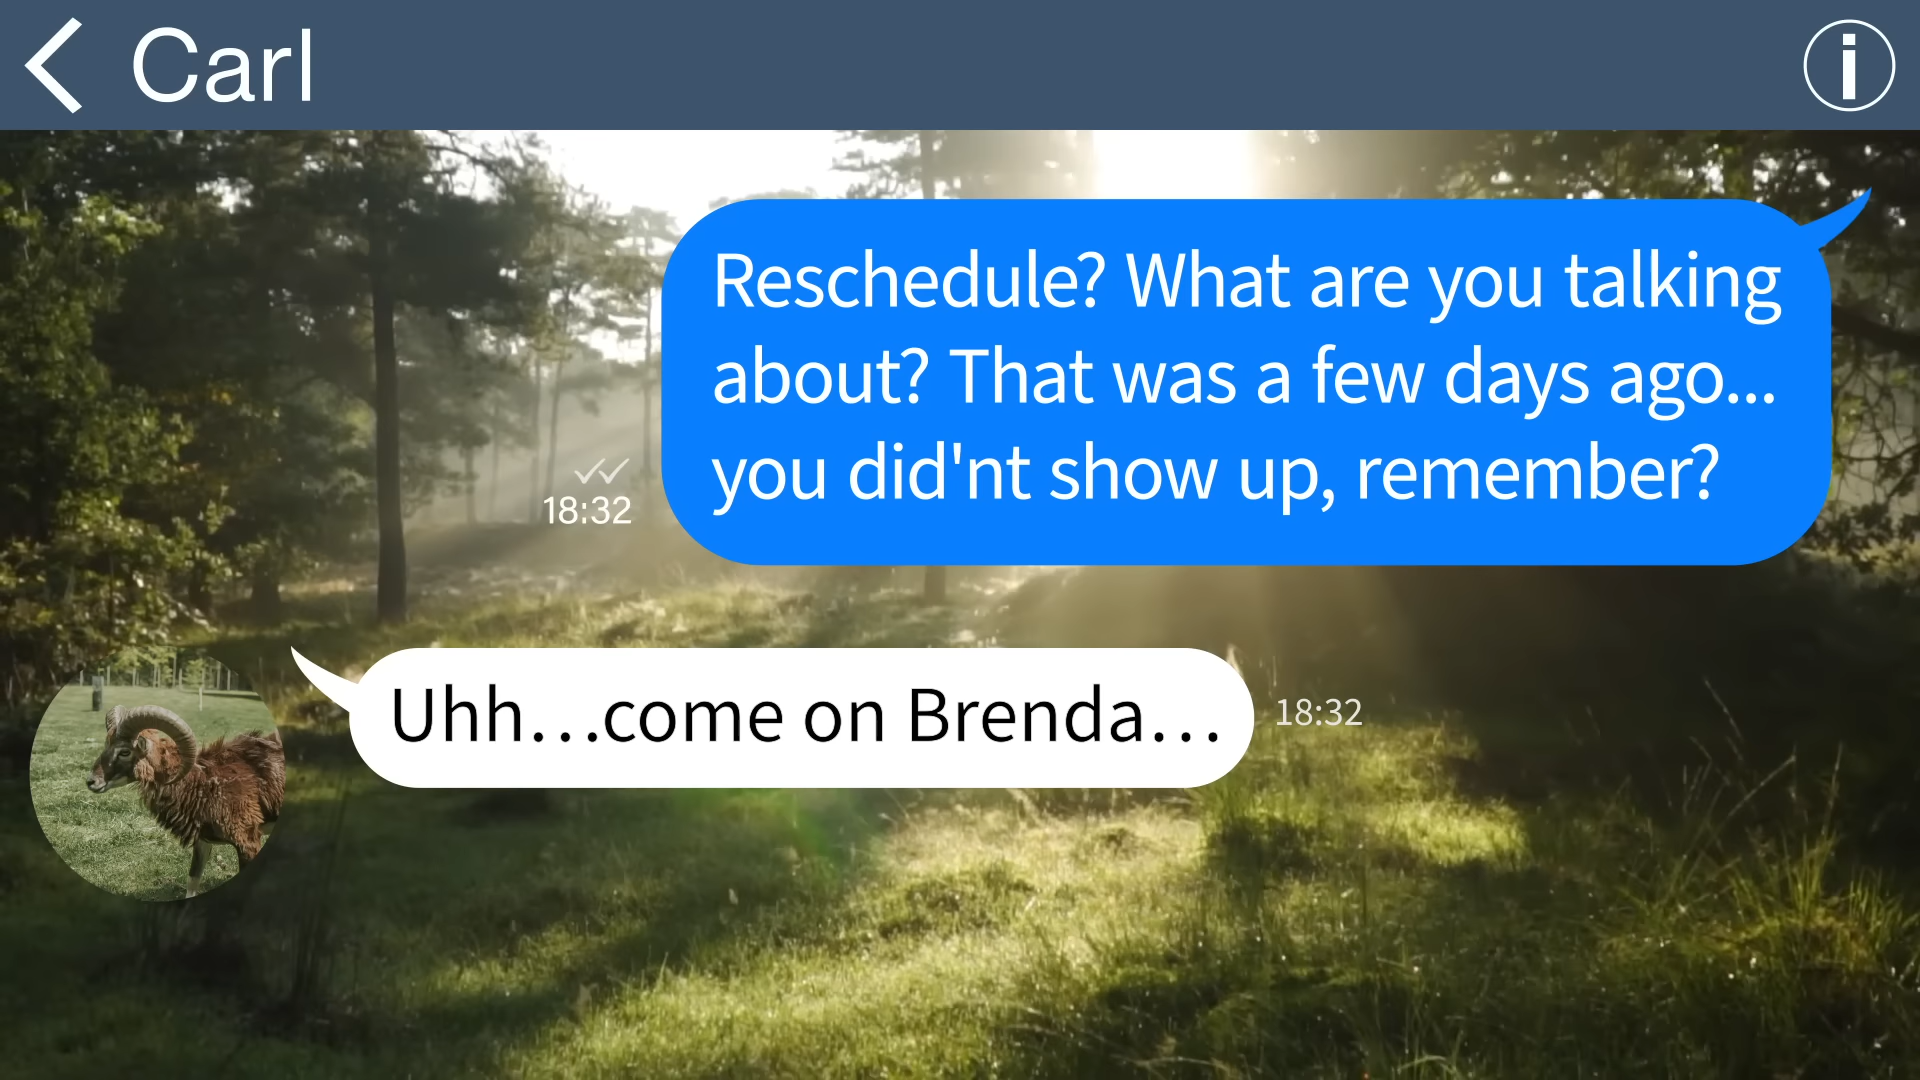 Carl
Reschedule? What are you talking
about? That was a few days ago...
you did'nt show up, remember?
18:32
Uhh…come on Brenda…
18:32